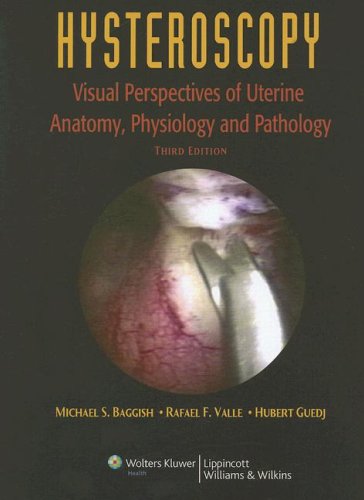 HYSTEROSCOPY
Visual Perspectives of Uterine
Anatomy, Physiology and Pathology
THIRD EDITION
MICHAEL S. BAGGISH • RAFAEL F. VALLE • HUBERT GUEDJ
Wolters Kluwer
Health
Lippincott
Williams & Wilkins